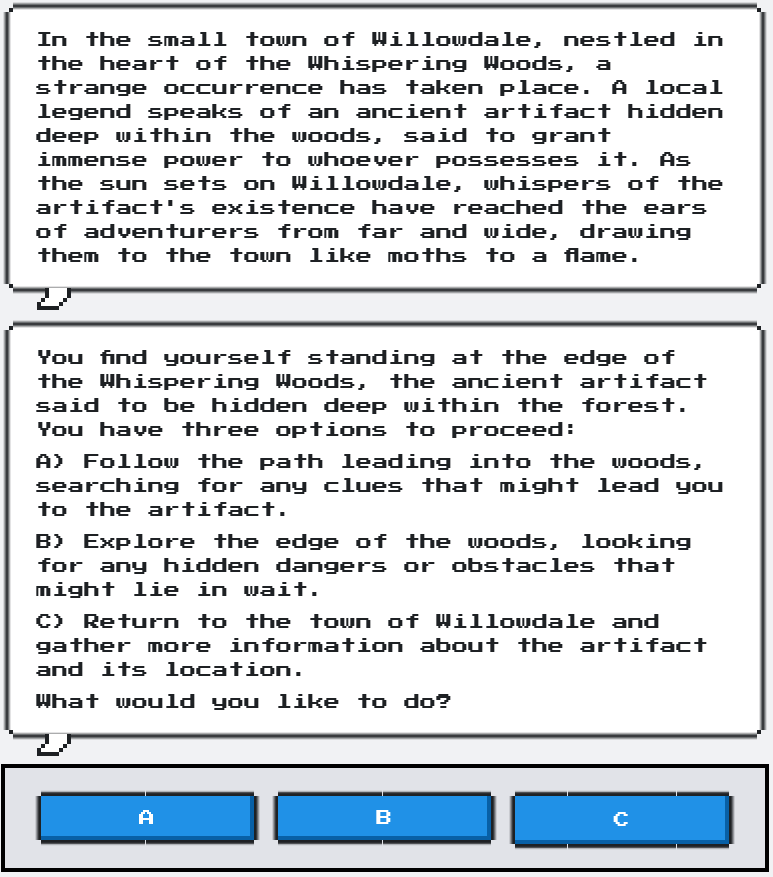 In the small town of Willowdale, nestled in
the heart of the Whispering Woods, a
strange occurrence has taken place. A local
legend speaks of an ancient artifact hidden
deep within the woods, said to grant
immense power to whoever possesses it. As
the sun sets on Willowdale, whispers of the
artifact's existence have reached the ears
of adventurers from far and wide, drawing
them to the town like moths to a flame.
You find yourself standing at the edge of
the Whispering Woods, the ancient artifact
said to be hidden deep within the forest.
You have three options to proceed:
A) Follow the path leading into the woods,
searching for any clues that might lead you
to the artifact.
B) Explore the edge of the woods, looking
for any hidden dangers or obstacles that
might lie in wait.
C) Return to the town of Willowdale and
gather more information about the artifact
and its location.
What would you like to do?
A B C